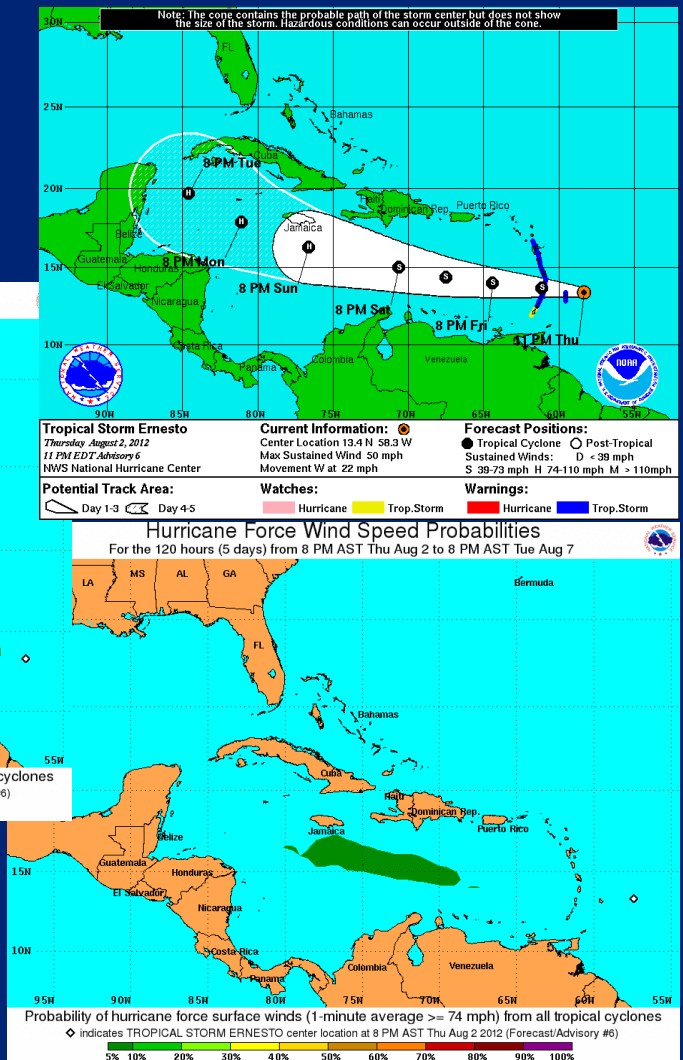 Note: The cone contains the probable path of the storm center but does not show
the size of the storm. Hazardous conditions can occur outside of the cone.
30N
FL
25N
Bahamas
8 PM Tue
Cuba
20N
Haiti
Dominican Rep.
Puerto Rico
Jamaica
Belize
Guatemala
8 PM Mon
Honduras
15N
8 PM Sun
El Salvador
Nicaragua
8 PM Sat
8 PM Fri
11 PM Thu
10N
Costa Rica
Panama
Colombia
Venezuela
NOAA
90W 85W 80W 75W 70W 65W 60W 55W
H H H S S S S
Tropical Storm Ernesto
Thursday August 2, 2012
11 PM EDT Advisory 6
NWS National Hurricane Center
Current Information:
Center Location 13.4 N 58.3 W
Max Sustained Wind 50 mph
Movement W at 22 mph
Forecast Positions:
Tropical Cyclone Post-Tropical
Sustained Winds: D < 39 mph
S 39-73 mph H 74-110 mph M > 110mph
Potential Track Area:
Day 1-3 Day 4-5
Watches:
Hurricane Trop.Storm
Warnings:
Hurricane Trop.Storm
Hurricane Force Wind Speed Probabilities
For the 120 hours (5 days) from 8 PM AST Thu Aug 2 to 8 PM AST Tue Aug 7
LA MS AL GA
Bermuda
FL
Bahamas
55W
cyclones
6)
Cuba
Haiti
Dominican Rep.
Puerto Rico
Jamaica
Belize
Guatemala
Honduras
15N
El Salvador
Nicaragua
10N
Costa Rica
Panama
Colombia
Venezuela
95W 90W 85W 80W 75W 70W 65W 60W 55W
Probability of hurricane force surface winds (1-minute average >= 74 mph) from all tropical cyclones
indicates TROPICAL STORM ERNESTO center location at 8 PM AST Thu Aug 2 2012 (Forecast/Advisory #6)
5% 10% 20% 30% 40% 50% 60% 70% 80% 90% 100%